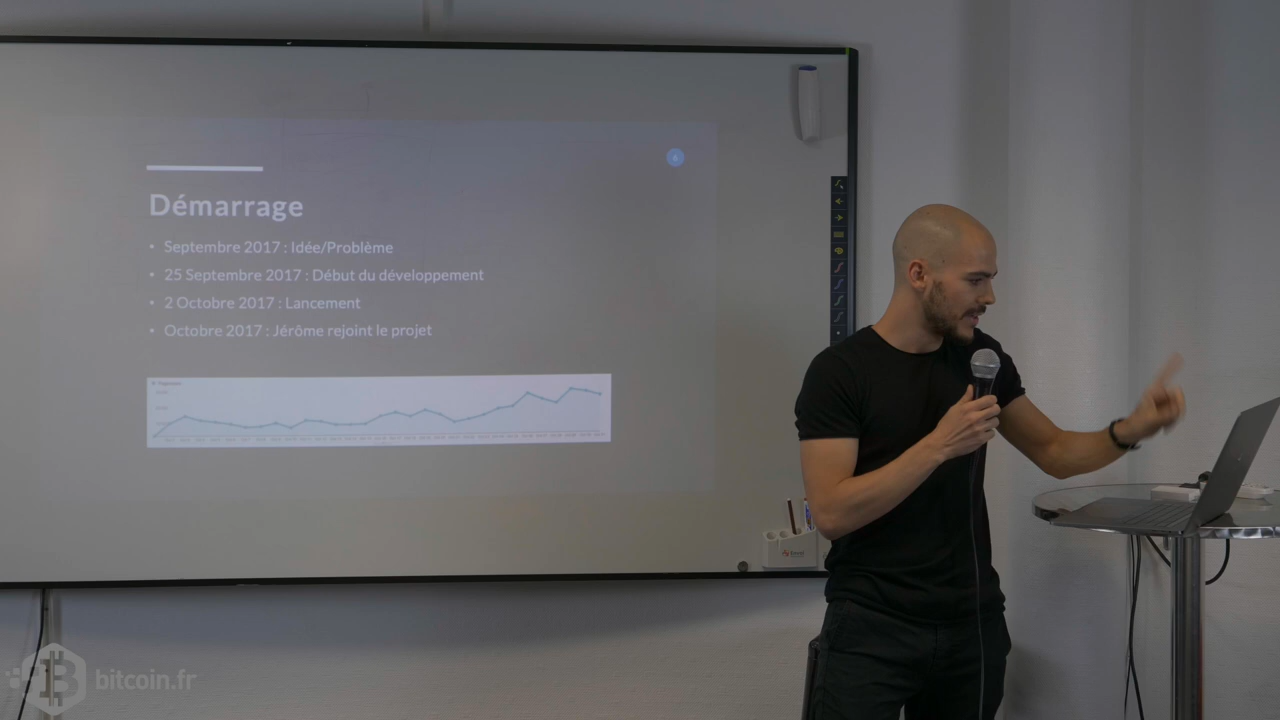 Démarrage
• Septembre 2017 : Idée/Problème
• 25 Septembre 2017 : Début du développement
• 2 Octobre 2017 : Lancement
• Octobre 2017 : Jérôme rejoint le projet
bitcoin.fr